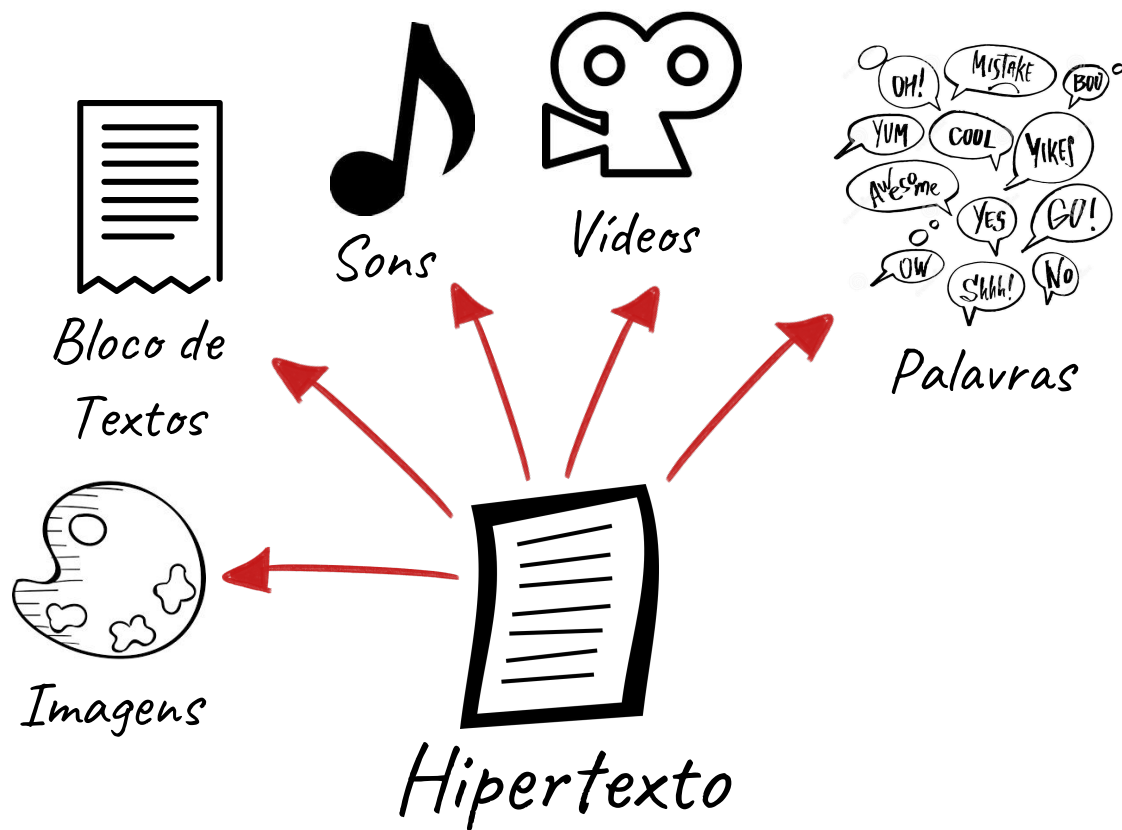 Sons
Vídeos
OH!
MISTAKE
BOO
YUM
COOL
YIKES
AWESOME
YES
GO!
OW
Shhh!
No
Palavras
Bloco de
Textos
Imagens
Hipertexto